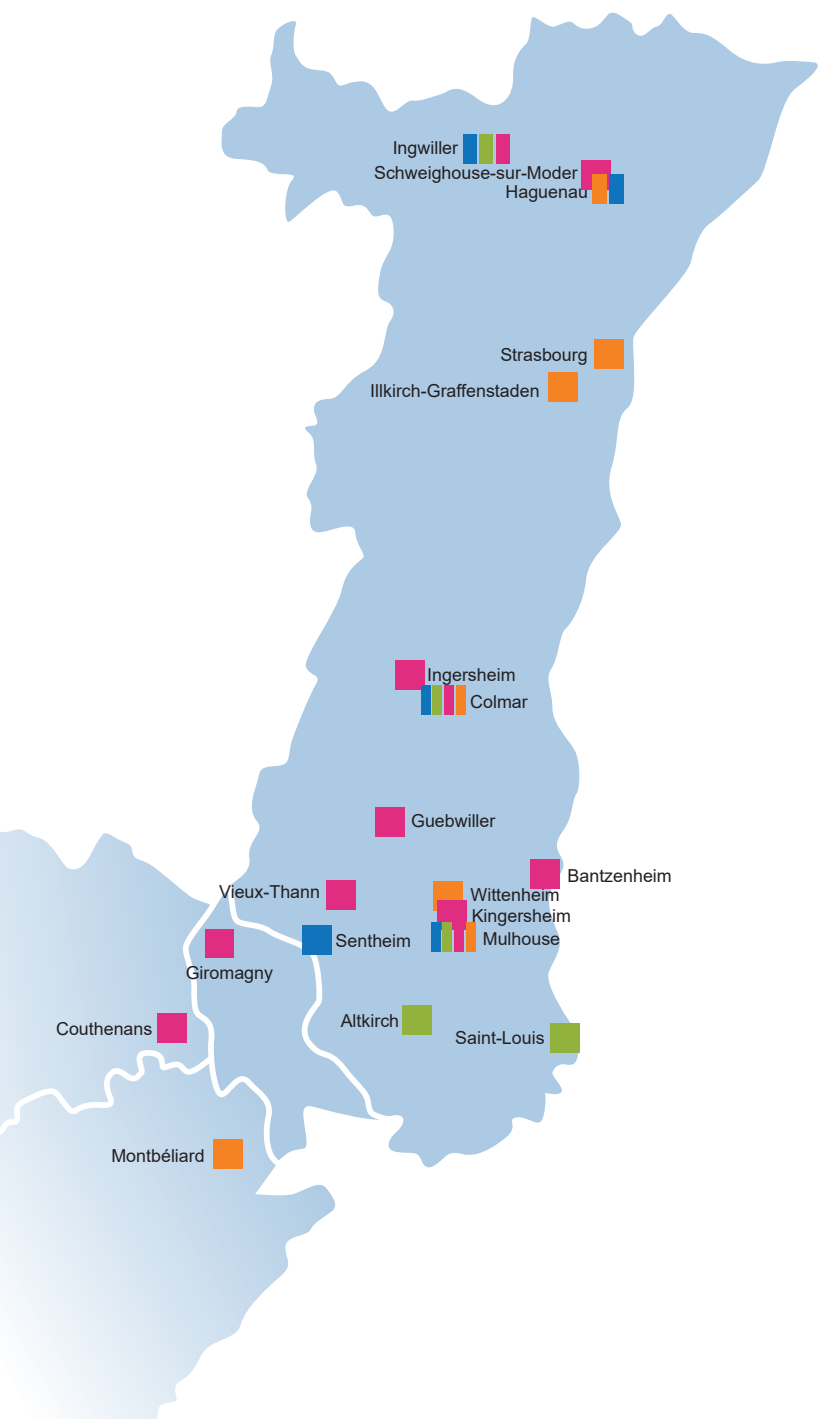 Ingwiller
Schweighouse-sur-Moder
Haguenau
Strasbourg
Illkirch-Graffenstaden
Ingersheim
Colmar
Guebwiller
Bantzenheim
Vieux-Thann
Wittenheim
Kingersheim
Sentheim
Mulhouse
Giromagny
Altkirch
Couthenans
Saint-Louis
Montbéliard